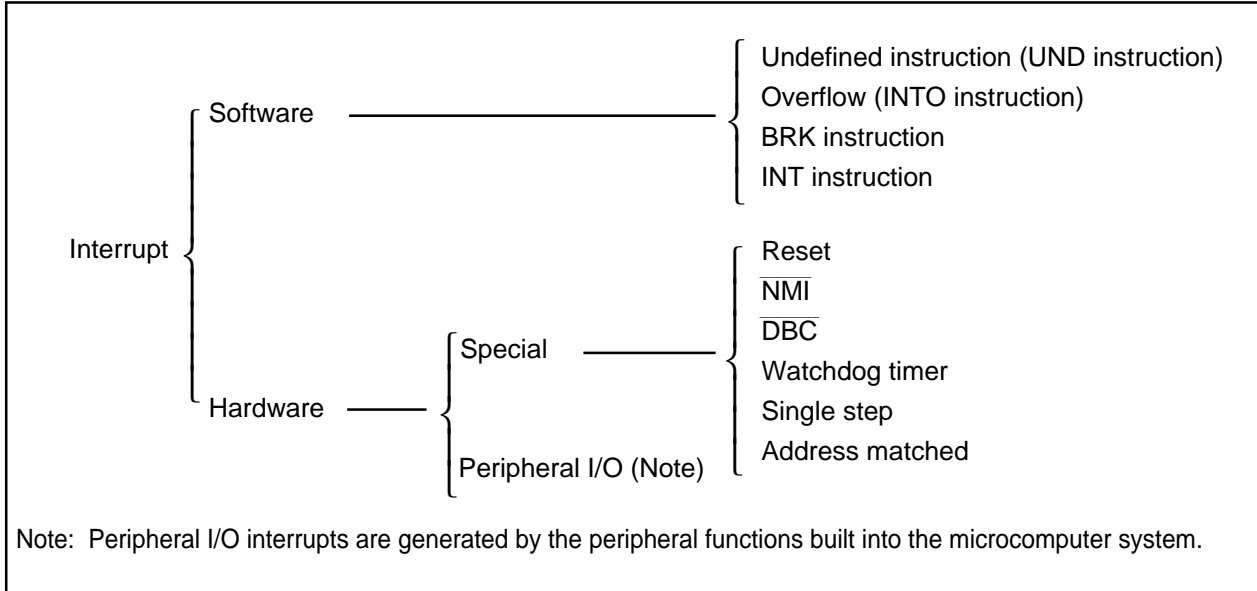 Interrupt
Software
Undefined instruction (UND instruction)
Overflow (INTO instruction)
BRK instruction
INT instruction
Hardware
Special
Reset
N̅M̅I̅
D̅B̅C̅
Watchdog timer
Single step
Address matched
Peripheral I/O (Note)
Note: Peripheral I/O interrupts are generated by the peripheral functions built into the microcomputer system.